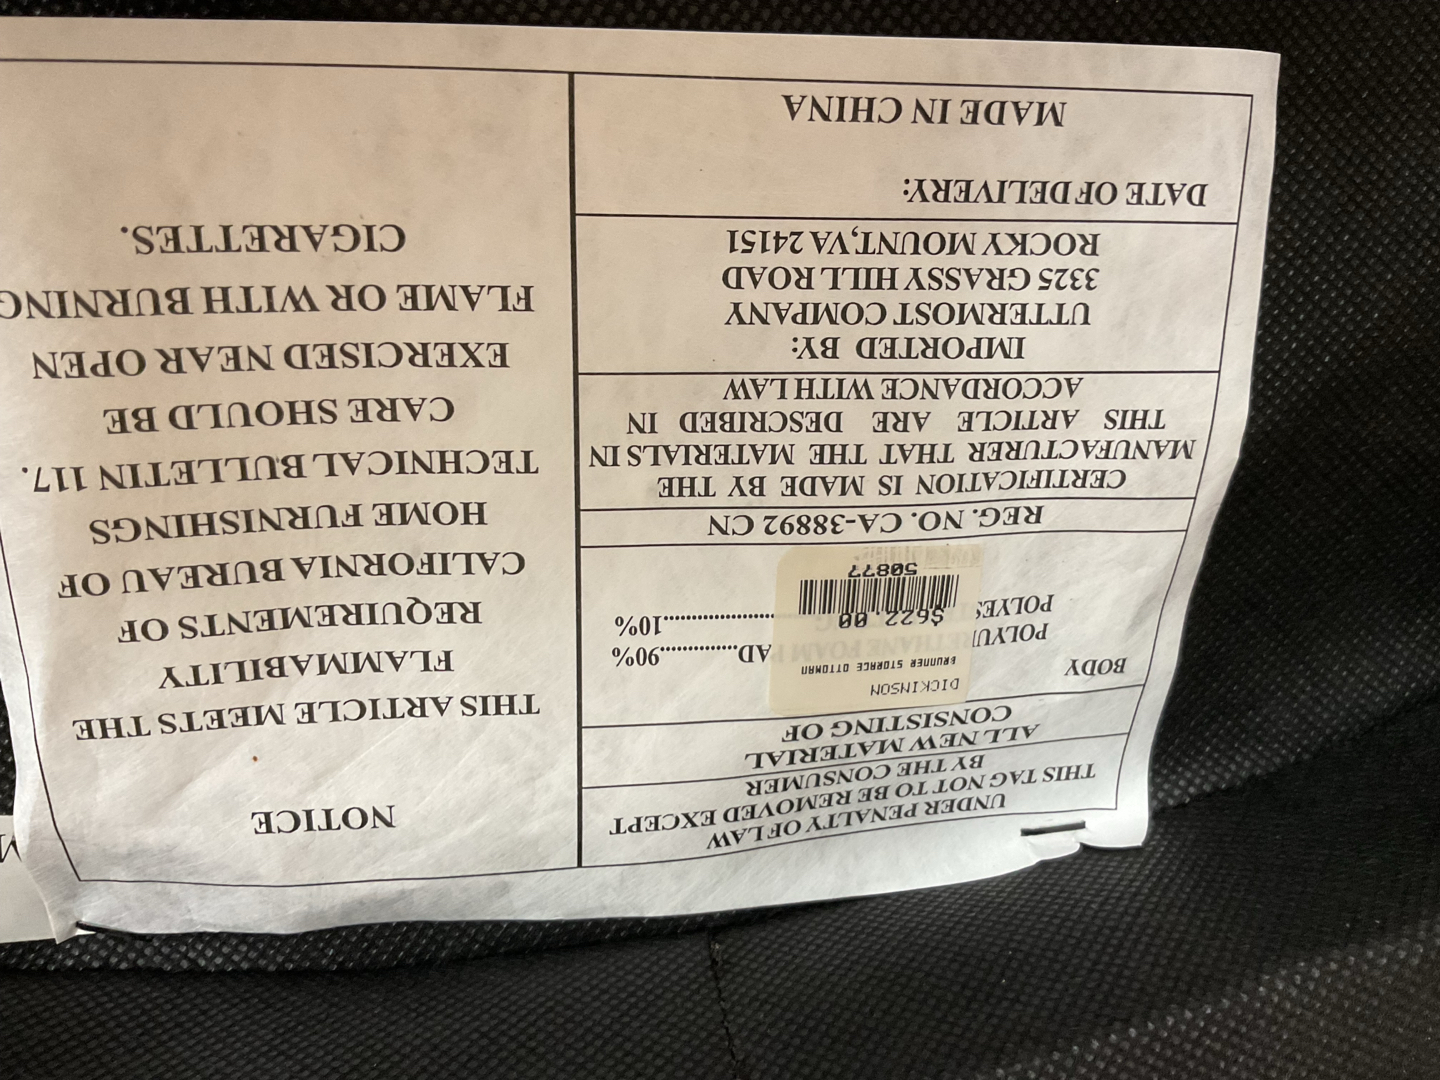 UNDER PENALTY OF LAW
THIS TAG NOT TO BE REMOVED EXCEPT
BY THE CONSUMER
ALL NEW MATERIAL
CONSISTING OF
BODY
POLYU
AD..............90%
POLYES
....................10%
DICKINSON
BRUNNER STORAGE OTTOMAN
$622.00
50877
REG. NO. CA-38892 CN
CERTIFICATION IS MADE BY THE
MANUFACTURER THAT THE MATERIALS IN
THIS ARTICLE ARE DESCRIBED IN
ACCORDANCE WITH LAW
IMPORTED BY:
UTTERMOST COMPANY
3325 GRASSY HILL ROAD
ROCKY MOUNT, VA 24151
DATE OF DELIVERY:
MADE IN CHINA
NOTICE
THIS ARTICLE MEETS THE
FLAMMABILITY
REQUIREMENTS OF
CALIFORNIA BUREAU OF
HOME FURNISHINGS
TECHNICAL BULLETIN 117.
CARE SHOULD BE
EXERCISED NEAR OPEN
FLAME OR WITH BURNING
CIGARETTES.